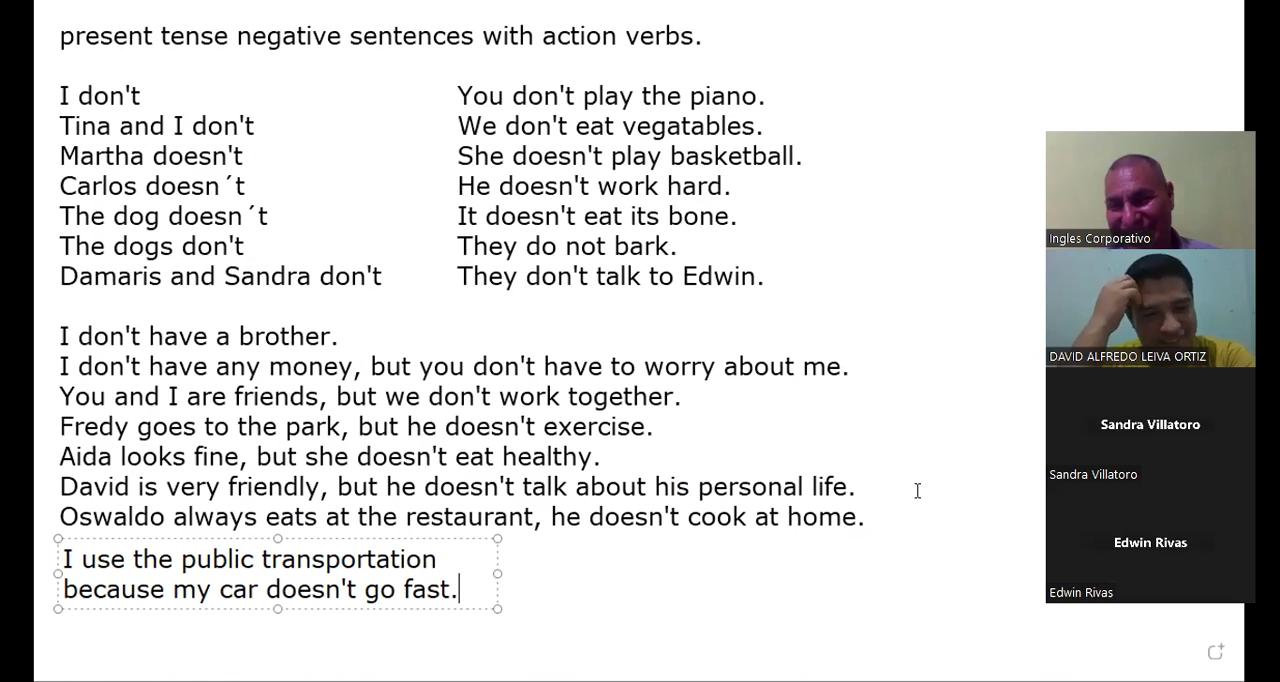 present tense negative sentences with action verbs.
I don't
Tina and I don't
Martha doesn't
Carlos doesn´t
The dog doesn´t
The dogs don't
Damaris and Sandra don't
You don't play the piano.
We don't eat vegatables.
She doesn't play basketball.
He doesn't work hard.
It doesn't eat its bone.
They do not bark.
They don't talk to Edwin.
I don't have a brother.
I don't have any money, but you don't have to worry about me.
You and I are friends, but we don't work together.
Fredy goes to the park, but he doesn't exercise.
Aida looks fine, but she doesn't eat healthy.
David is very friendly, but he doesn't talk about his personal life.
Oswaldo always eats at the restaurant, he doesn't cook at home.
I use the public transportation
because my car doesn't go fast.
Ingles Corporativo
DAVID ALFREDO LEIVA ORTIZ
Sandra Villatoro
Sandra Villatoro
Edwin Rivas
Edwin Rivas